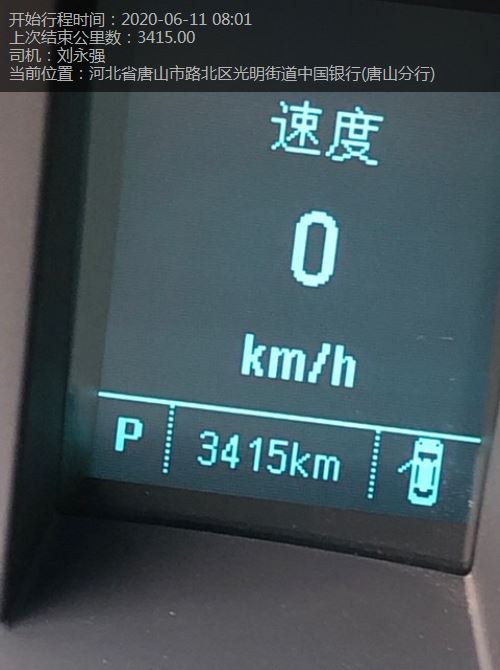 开始行程时间：2020-06-11 08:01
上次结束公里数：3415.00
司机：刘永强
当前位置：河北省唐山市路北区光明街道中国银行(唐山分行)
速度
0
km/h
P 3415km